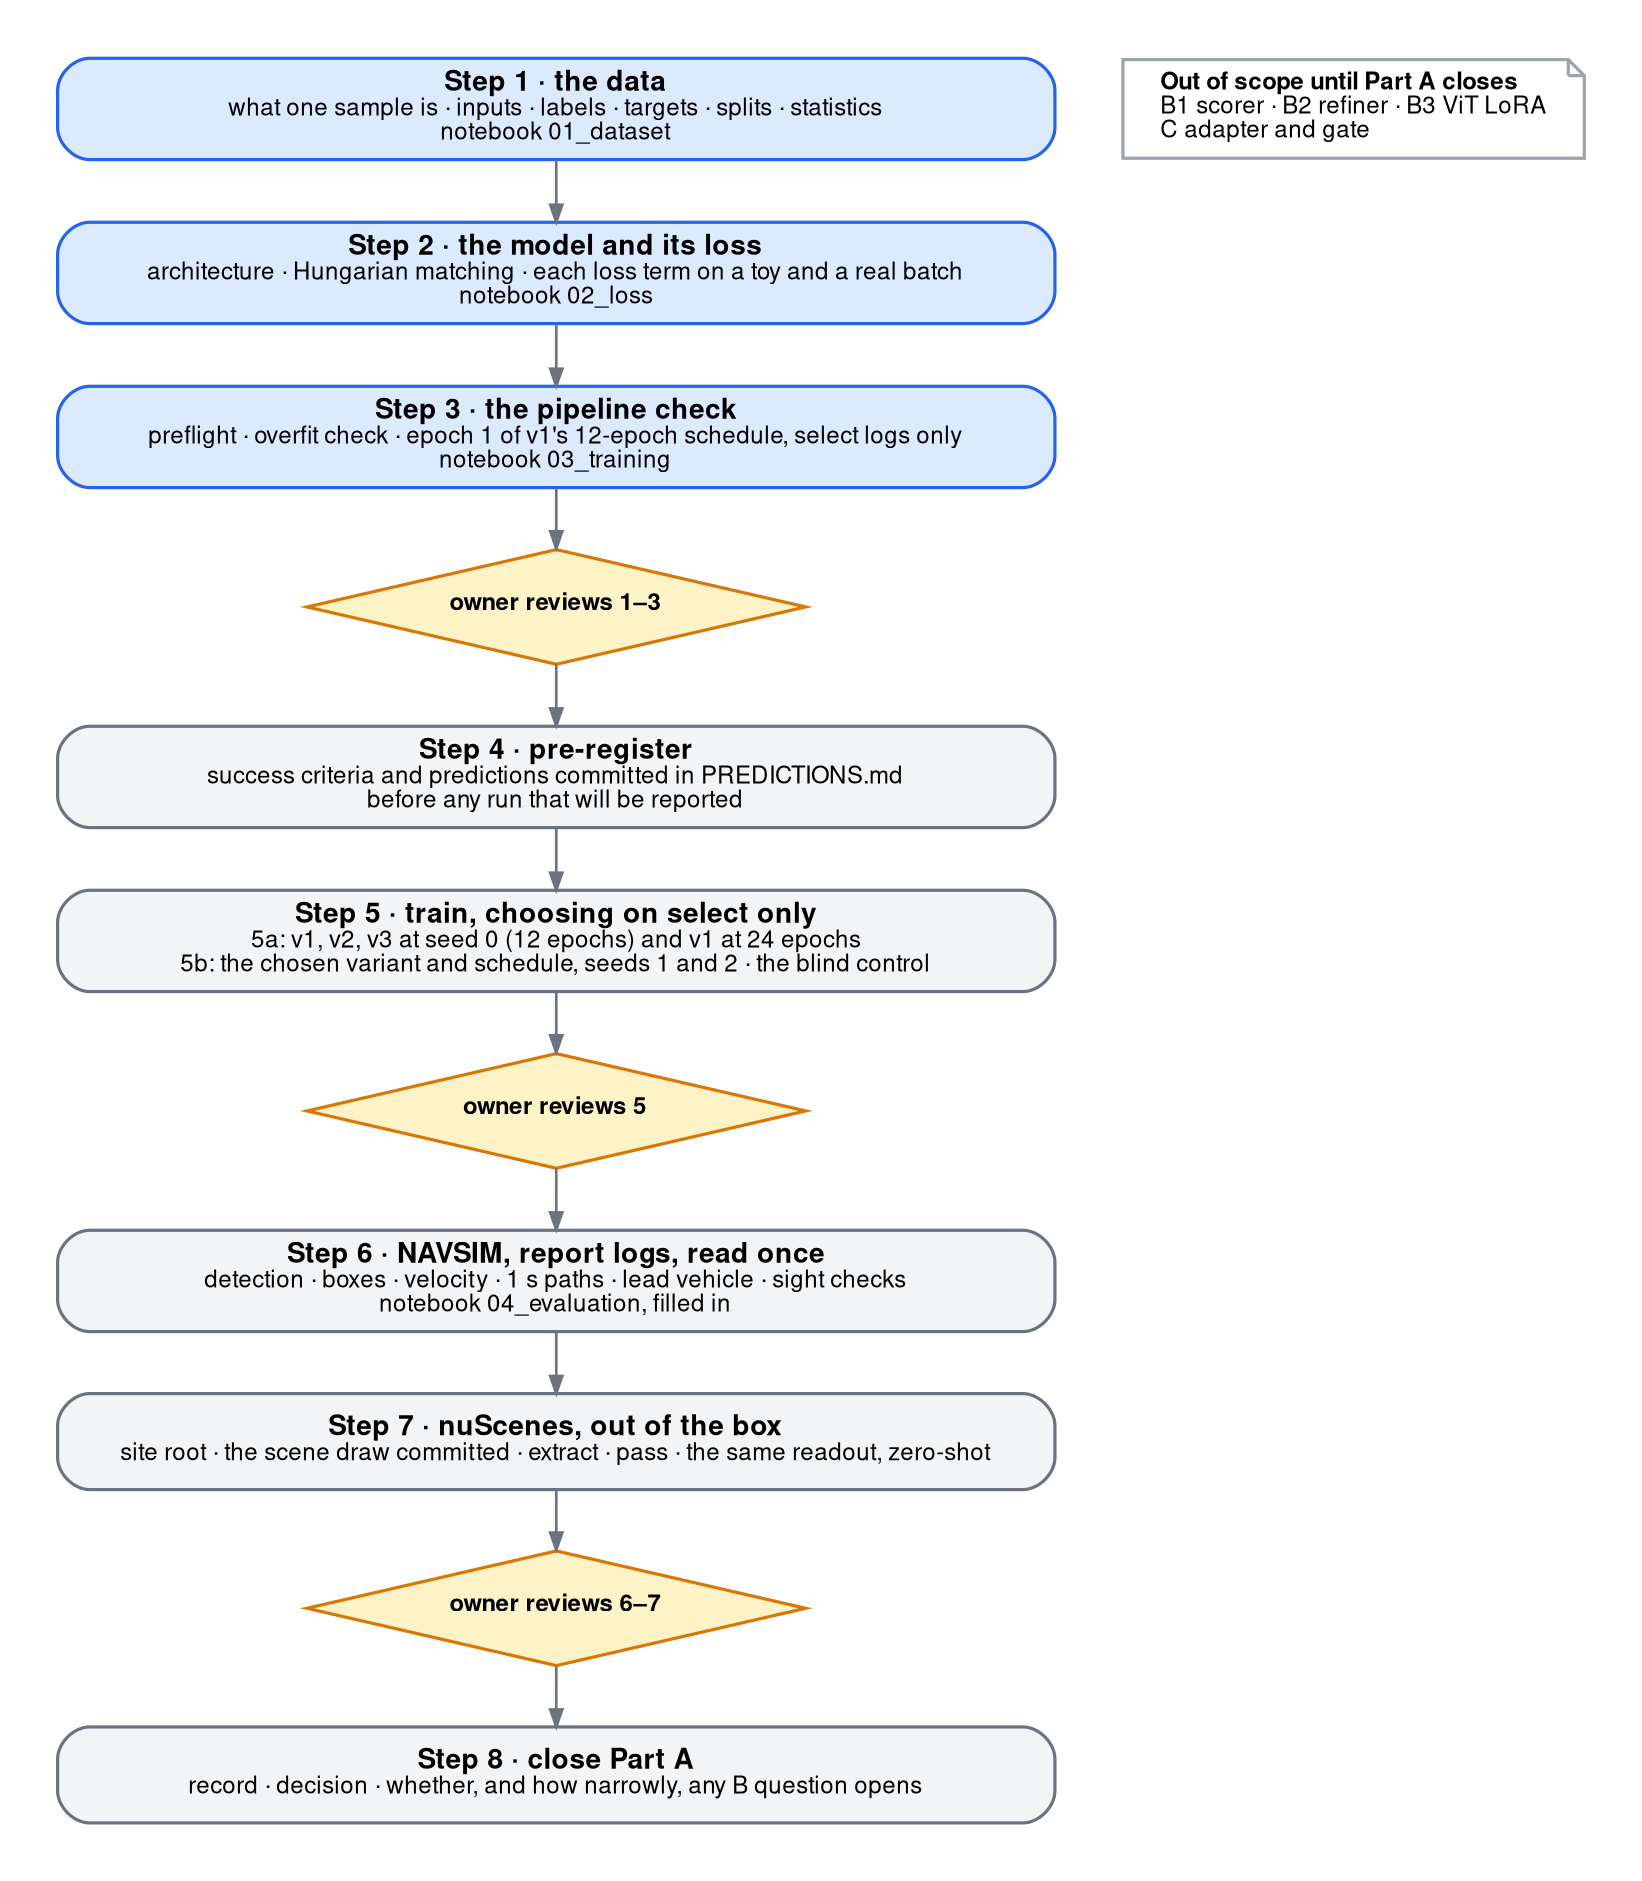 Step 1 · the data
what one sample is · inputs · labels · targets · splits · statistics
notebook 01_dataset
Out of scope until Part A closes
B1 scorer · B2 refiner · B3 ViT LoRA
C adapter and gate
Step 2 · the model and its loss
architecture · Hungarian matching · each loss term on a toy and a real batch
notebook 02_loss
Step 3 · the pipeline check
preflight · overfit check · epoch 1 of v1's 12-epoch schedule, select logs only
notebook 03_training
owner reviews 1–3
Step 4 · pre-register
success criteria and predictions committed in PREDICTIONS.md
before any run that will be reported
Step 5 · train, choosing on select only
5a: v1, v2, v3 at seed 0 (12 epochs) and v1 at 24 epochs
5b: the chosen variant and schedule, seeds 1 and 2 · the blind control
owner reviews 5
Step 6 · NAVSIM, report logs, read once
detection · boxes · velocity · 1 s paths · lead vehicle · sight checks
notebook 04_evaluation, filled in
Step 7 · nuScenes, out of the box
site root · the scene draw committed · extract · pass · the same readout, zero-shot
owner reviews 6–7
Step 8 · close Part A
record · decision · whether, and how narrowly, any B question opens